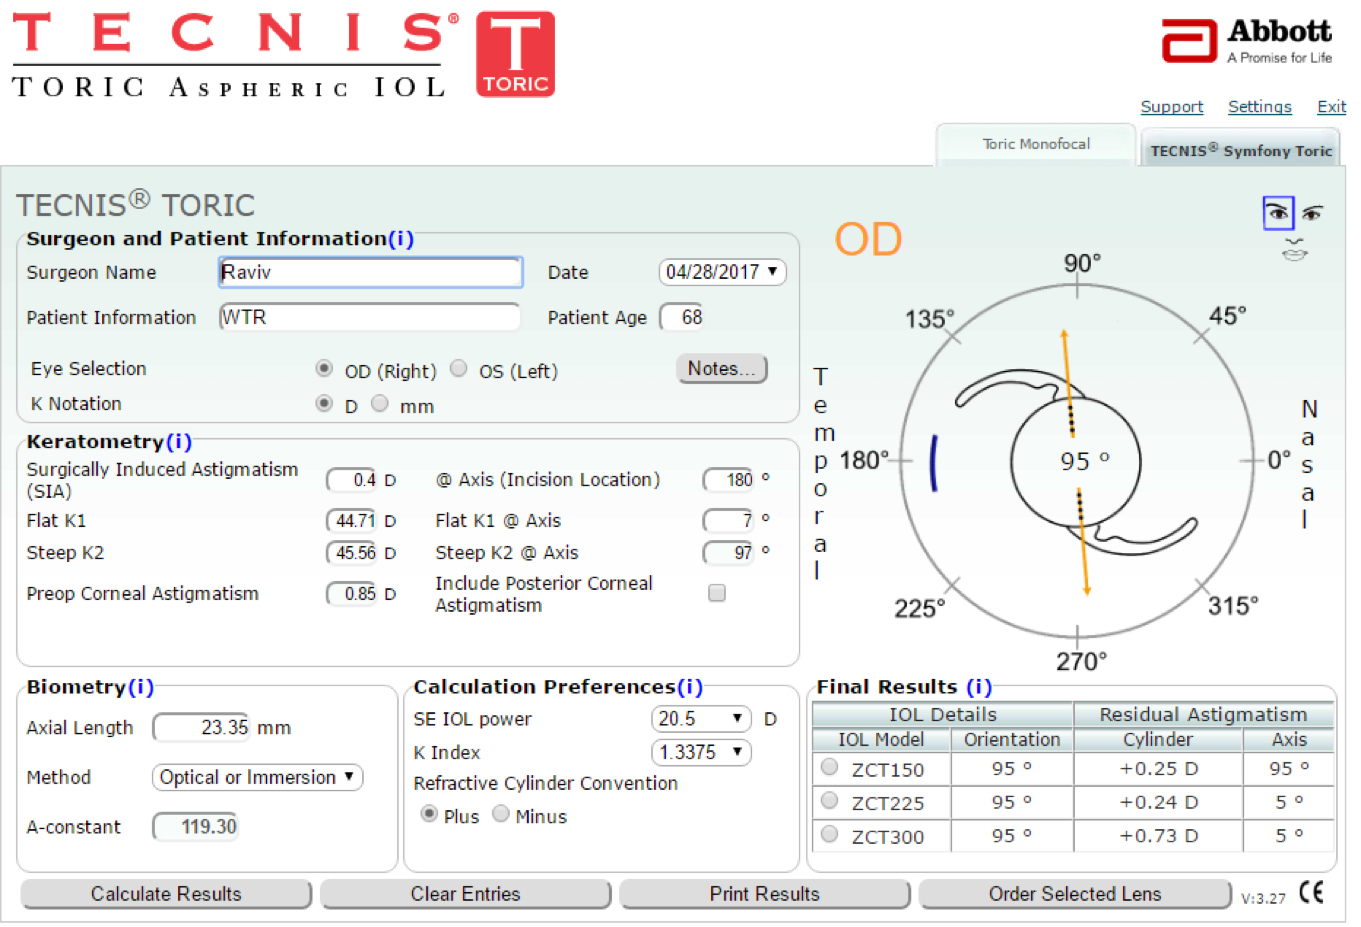 TECNIS®
TORIC ASPHERIC IOL
T
TORIC
Abbott
A Promise for Life
Support Settings Exit
Toric Monofocal TECNIS® Symfony Toric
TECNIS® TORIC
Surgeon and Patient Information(i)
Surgeon Name Raviv Date 04/28/2017
Patient Information WTR Patient Age 68
Eye Selection OD (Right) OS (Left) Notes...
K Notation D mm
Keratometry(i)
Surgically Induced Astigmatism (SIA) 0.4 D @ Axis (Incision Location) 180 °
Flat K1 44.71 D Flat K1 @ Axis 7 °
Steep K2 45.56 D Steep K2 @ Axis 97 °
Preop Corneal Astigmatism 0.85 D Include Posterior Corneal Astigmatism
OD
90°
135° 45°
Temporal 180° 95 ° 0° Nasal
225° 315°
270°
Biometry(i)
Axial Length 23.35 mm
Method Optical or Immersion
A-constant 119.30
Calculation Preferences(i)
SE IOL power 20.5 D
K Index 1.3375
Refractive Cylinder Convention
Plus Minus
Final Results (i)
IOL Details Residual Astigmatism
IOL Model Orientation Cylinder Axis
ZCT150 95 ° +0.25 D 95 °
ZCT225 95 ° +0.24 D 5 °
ZCT300 95 ° +0.73 D 5 °
Calculate Results Clear Entries Print Results Order Selected Lens V:3.27 CE